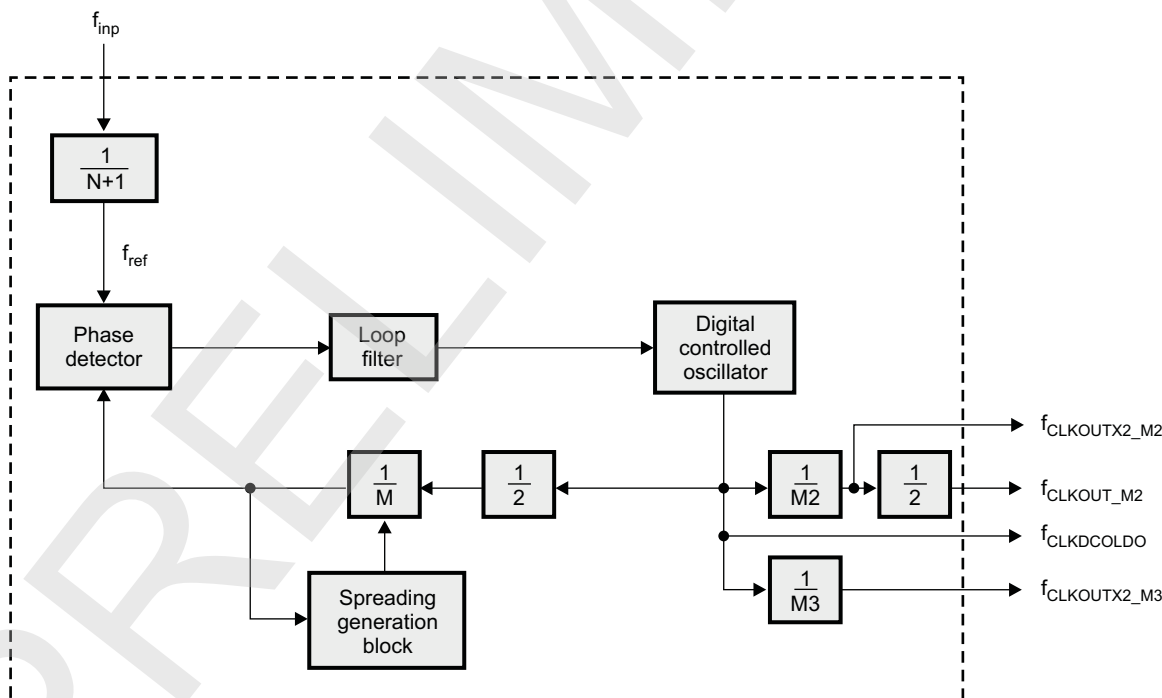 f_inp
1
N+1
f_ref
Phase
detector
Loop
filter
Digital
controlled
oscillator
f_CLKOUTX2_M2
1
M
1
2
1
M2
1
2
f_CLKOUT_M2
f_CLKDCOLDO
Spreading
generation
block
1
M3
f_CLKOUTX2_M3
PRELIM